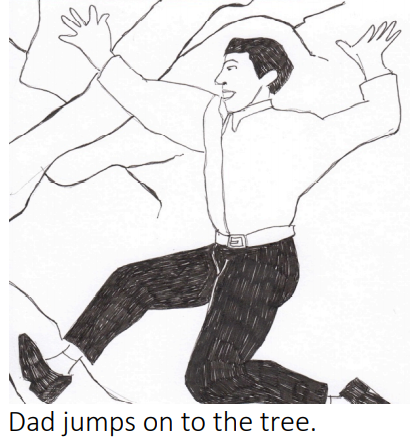 Dad jumps on to the tree.